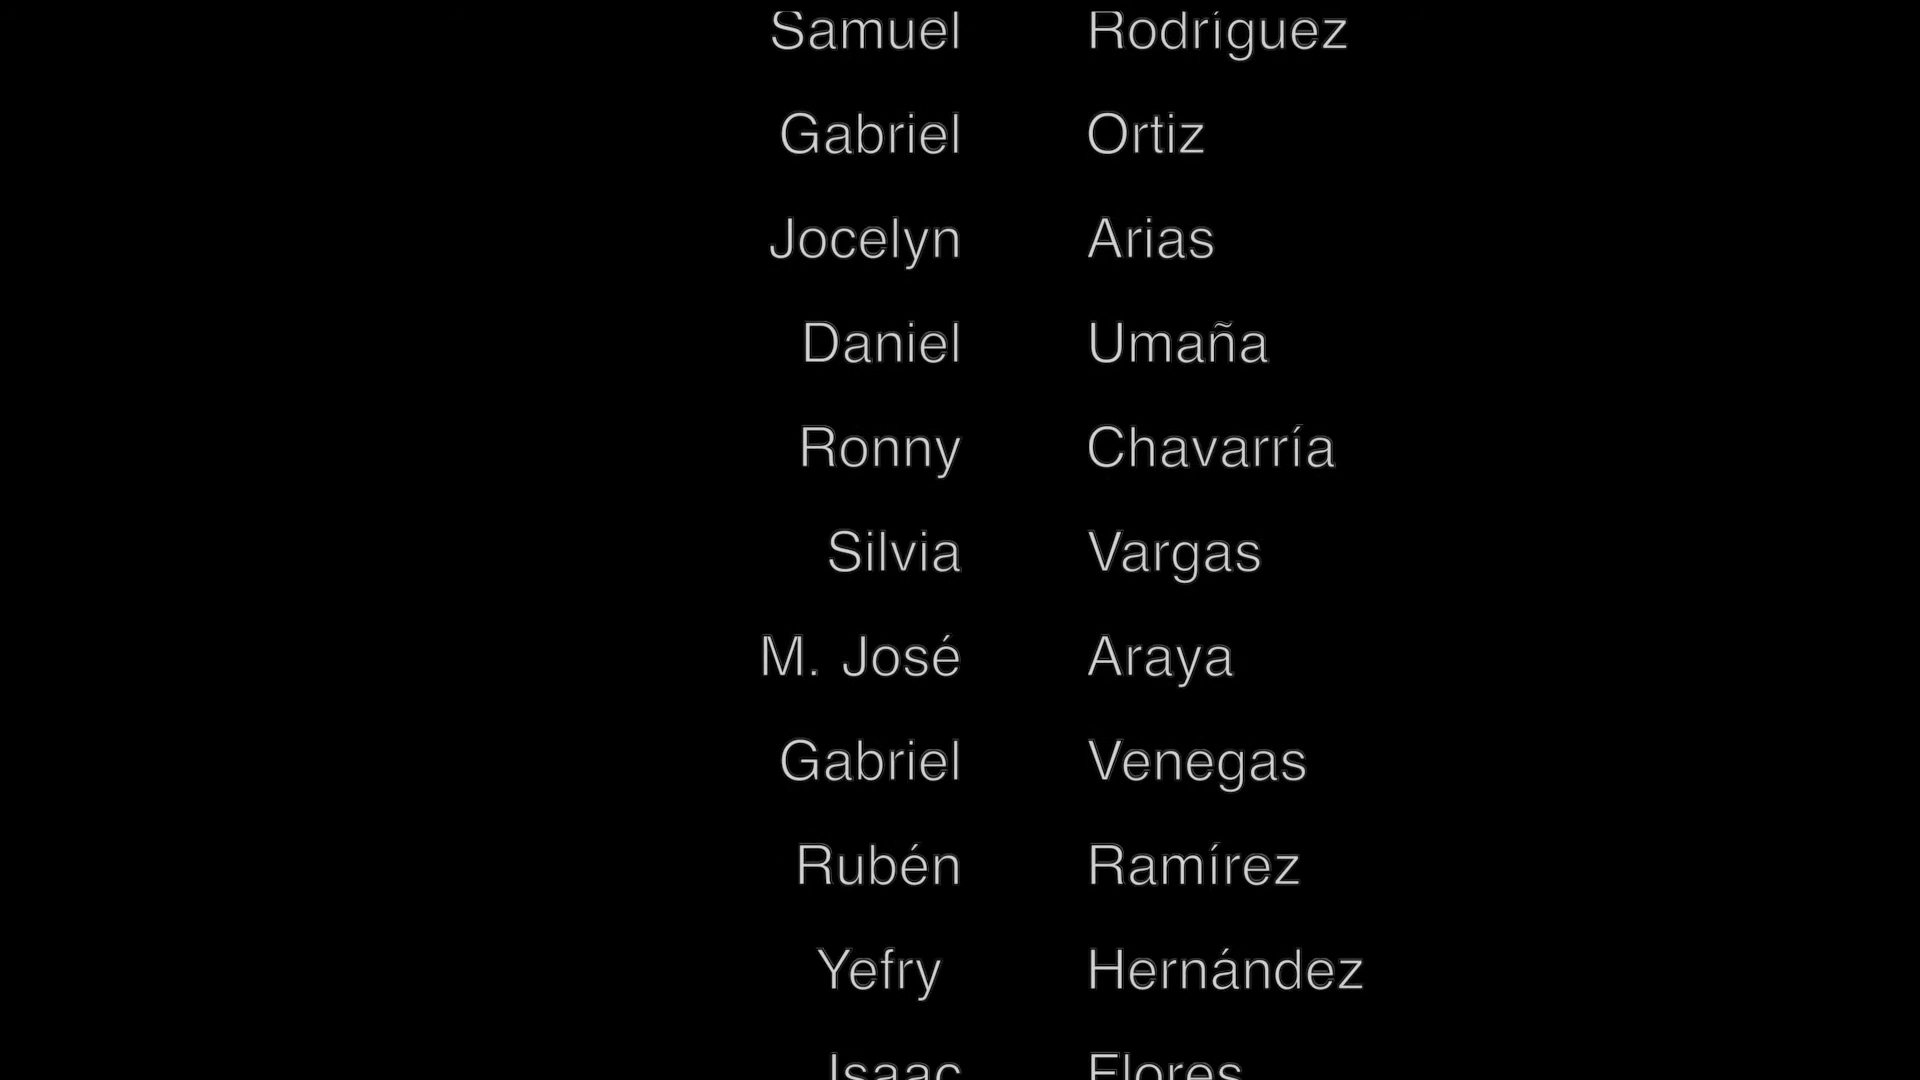 Samuel Rodríguez
Gabriel Ortiz
Jocelyn Arias
Daniel Umaña
Ronny Chavarría
Silvia Vargas
M. José Araya
Gabriel Venegas
Rubén Ramírez
Yefry Hernández
Isaac Flores